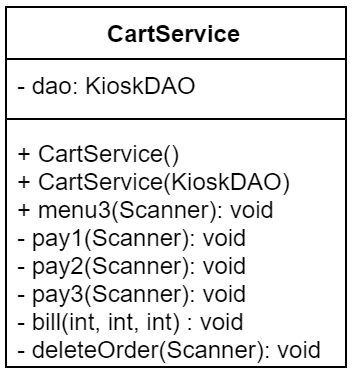 CartService
- dao: KioskDAO
+ CartService()
+ CartService(KioskDAO)
+ menu3(Scanner): void
- pay1(Scanner): void
- pay2(Scanner): void
- pay3(Scanner): void
- bill(int, int, int) : void
- deleteOrder(Scanner): void